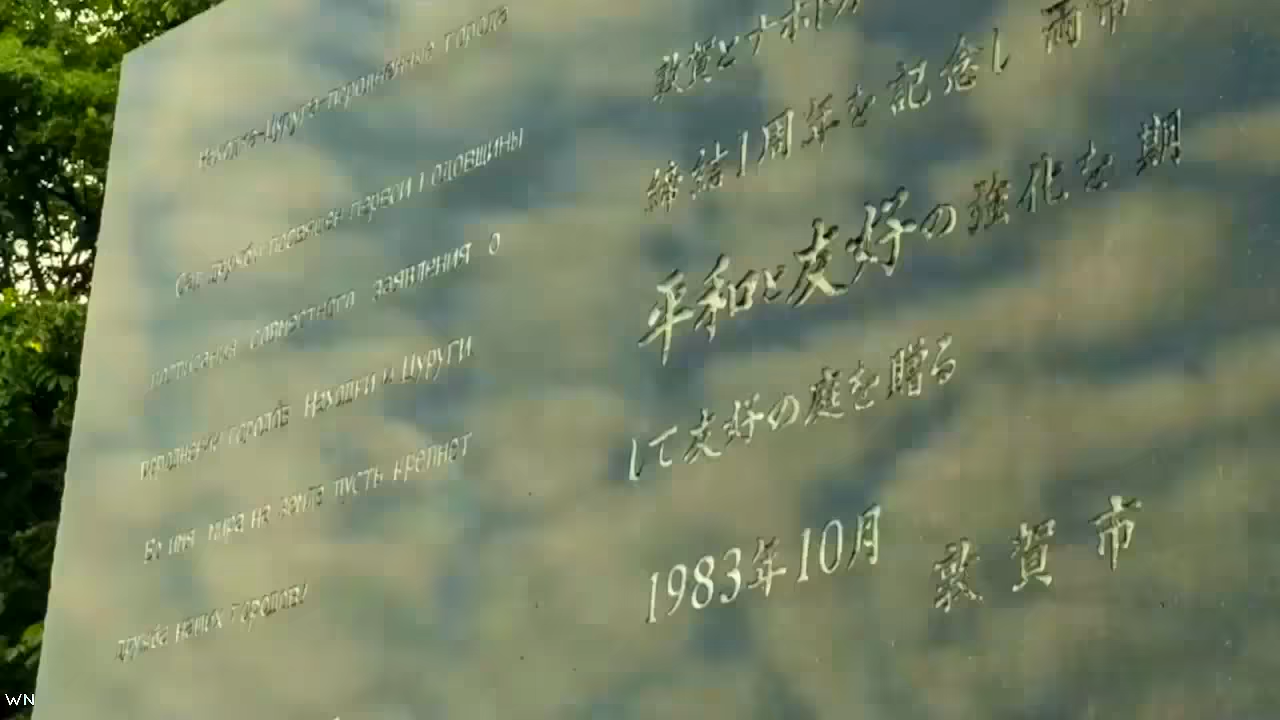 Находка-Цуруга-породнённые города
Сад дружбы посвящен первой годовщины
подписания совместного заявления о
породнении городов Находки и Цуруги.
Во имя мира на земле пусть крепнет
дружба наших городов!
敦賀とナホトカ
締結1周年を記念し 両市
平和と友好の強化を期
して友好の庭を贈る
1983年10月 敦賀市
WN